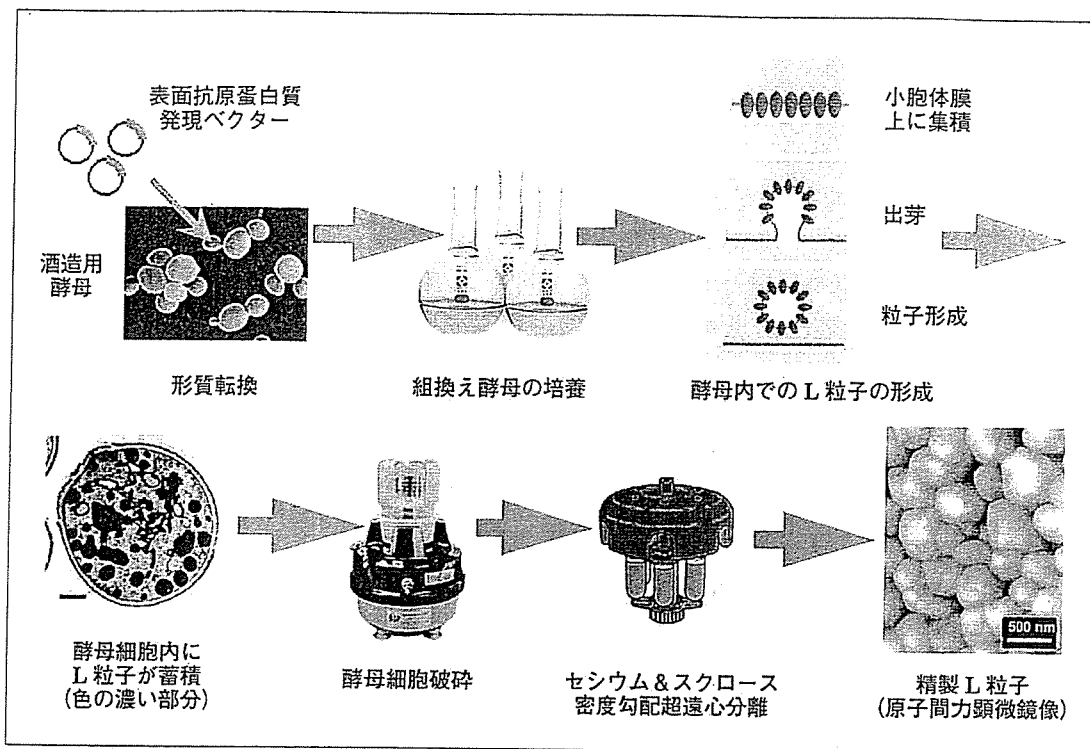 表面抗原蛋白質
発現ベクター
酒造用
酵母
形質転換
組換え酵母の培養
小胞体膜
上に集積
出芽
粒子形成
酵母内での L 粒子の形成
酵母細胞内に
L 粒子が蓄積
(色の濃い部分)
酵母細胞破砕
セシウム＆スクロース
密度勾配超遠心分離
500 nm
精製 L 粒子
(原子間力顕微鏡像)